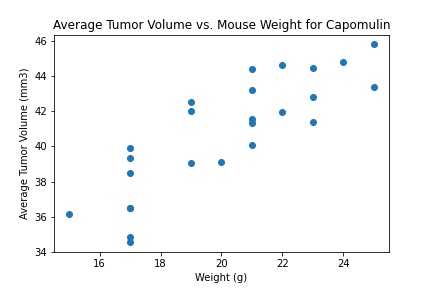 Average Tumor Volume vs. Mouse Weight for Capomulin
46
44
42
40
38
36
34
Average Tumor Volume (mm3)
16 18 20 22 24
Weight (g)